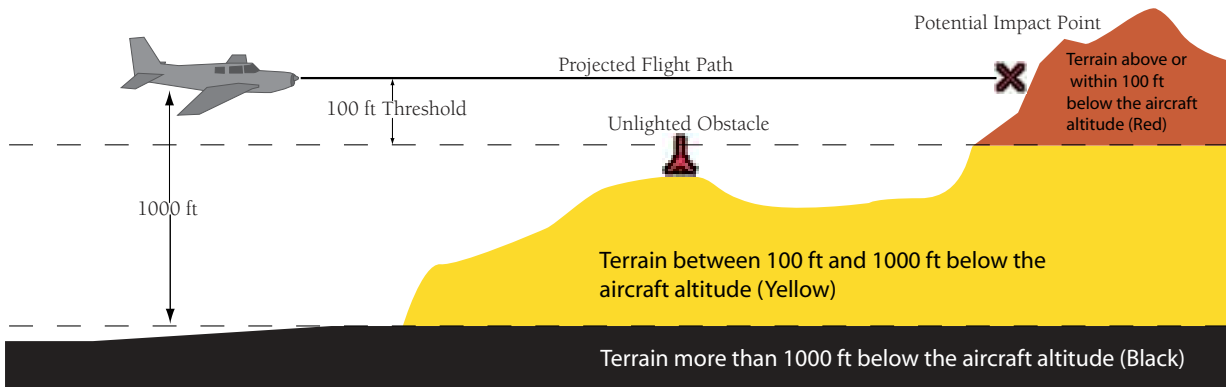 Potential Impact Point
Projected Flight Path
Terrain above or
within 100 ft
below the aircraft
altitude (Red)
100 ft Threshold
Unlighted Obstacle
1000 ft
Terrain between 100 ft and 1000 ft below the
aircraft altitude (Yellow)
Terrain more than 1000 ft below the aircraft altitude (Black)